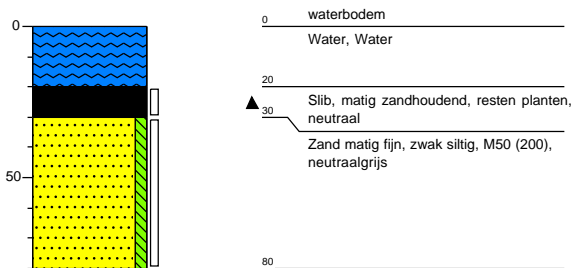 0
50
0
waterbodem
Water, Water
20
Slib, matig zandhoudend, resten planten,
neutraal
30
Zand matig fijn, zwak siltig, M50 (200),
neutraalgrijs
80